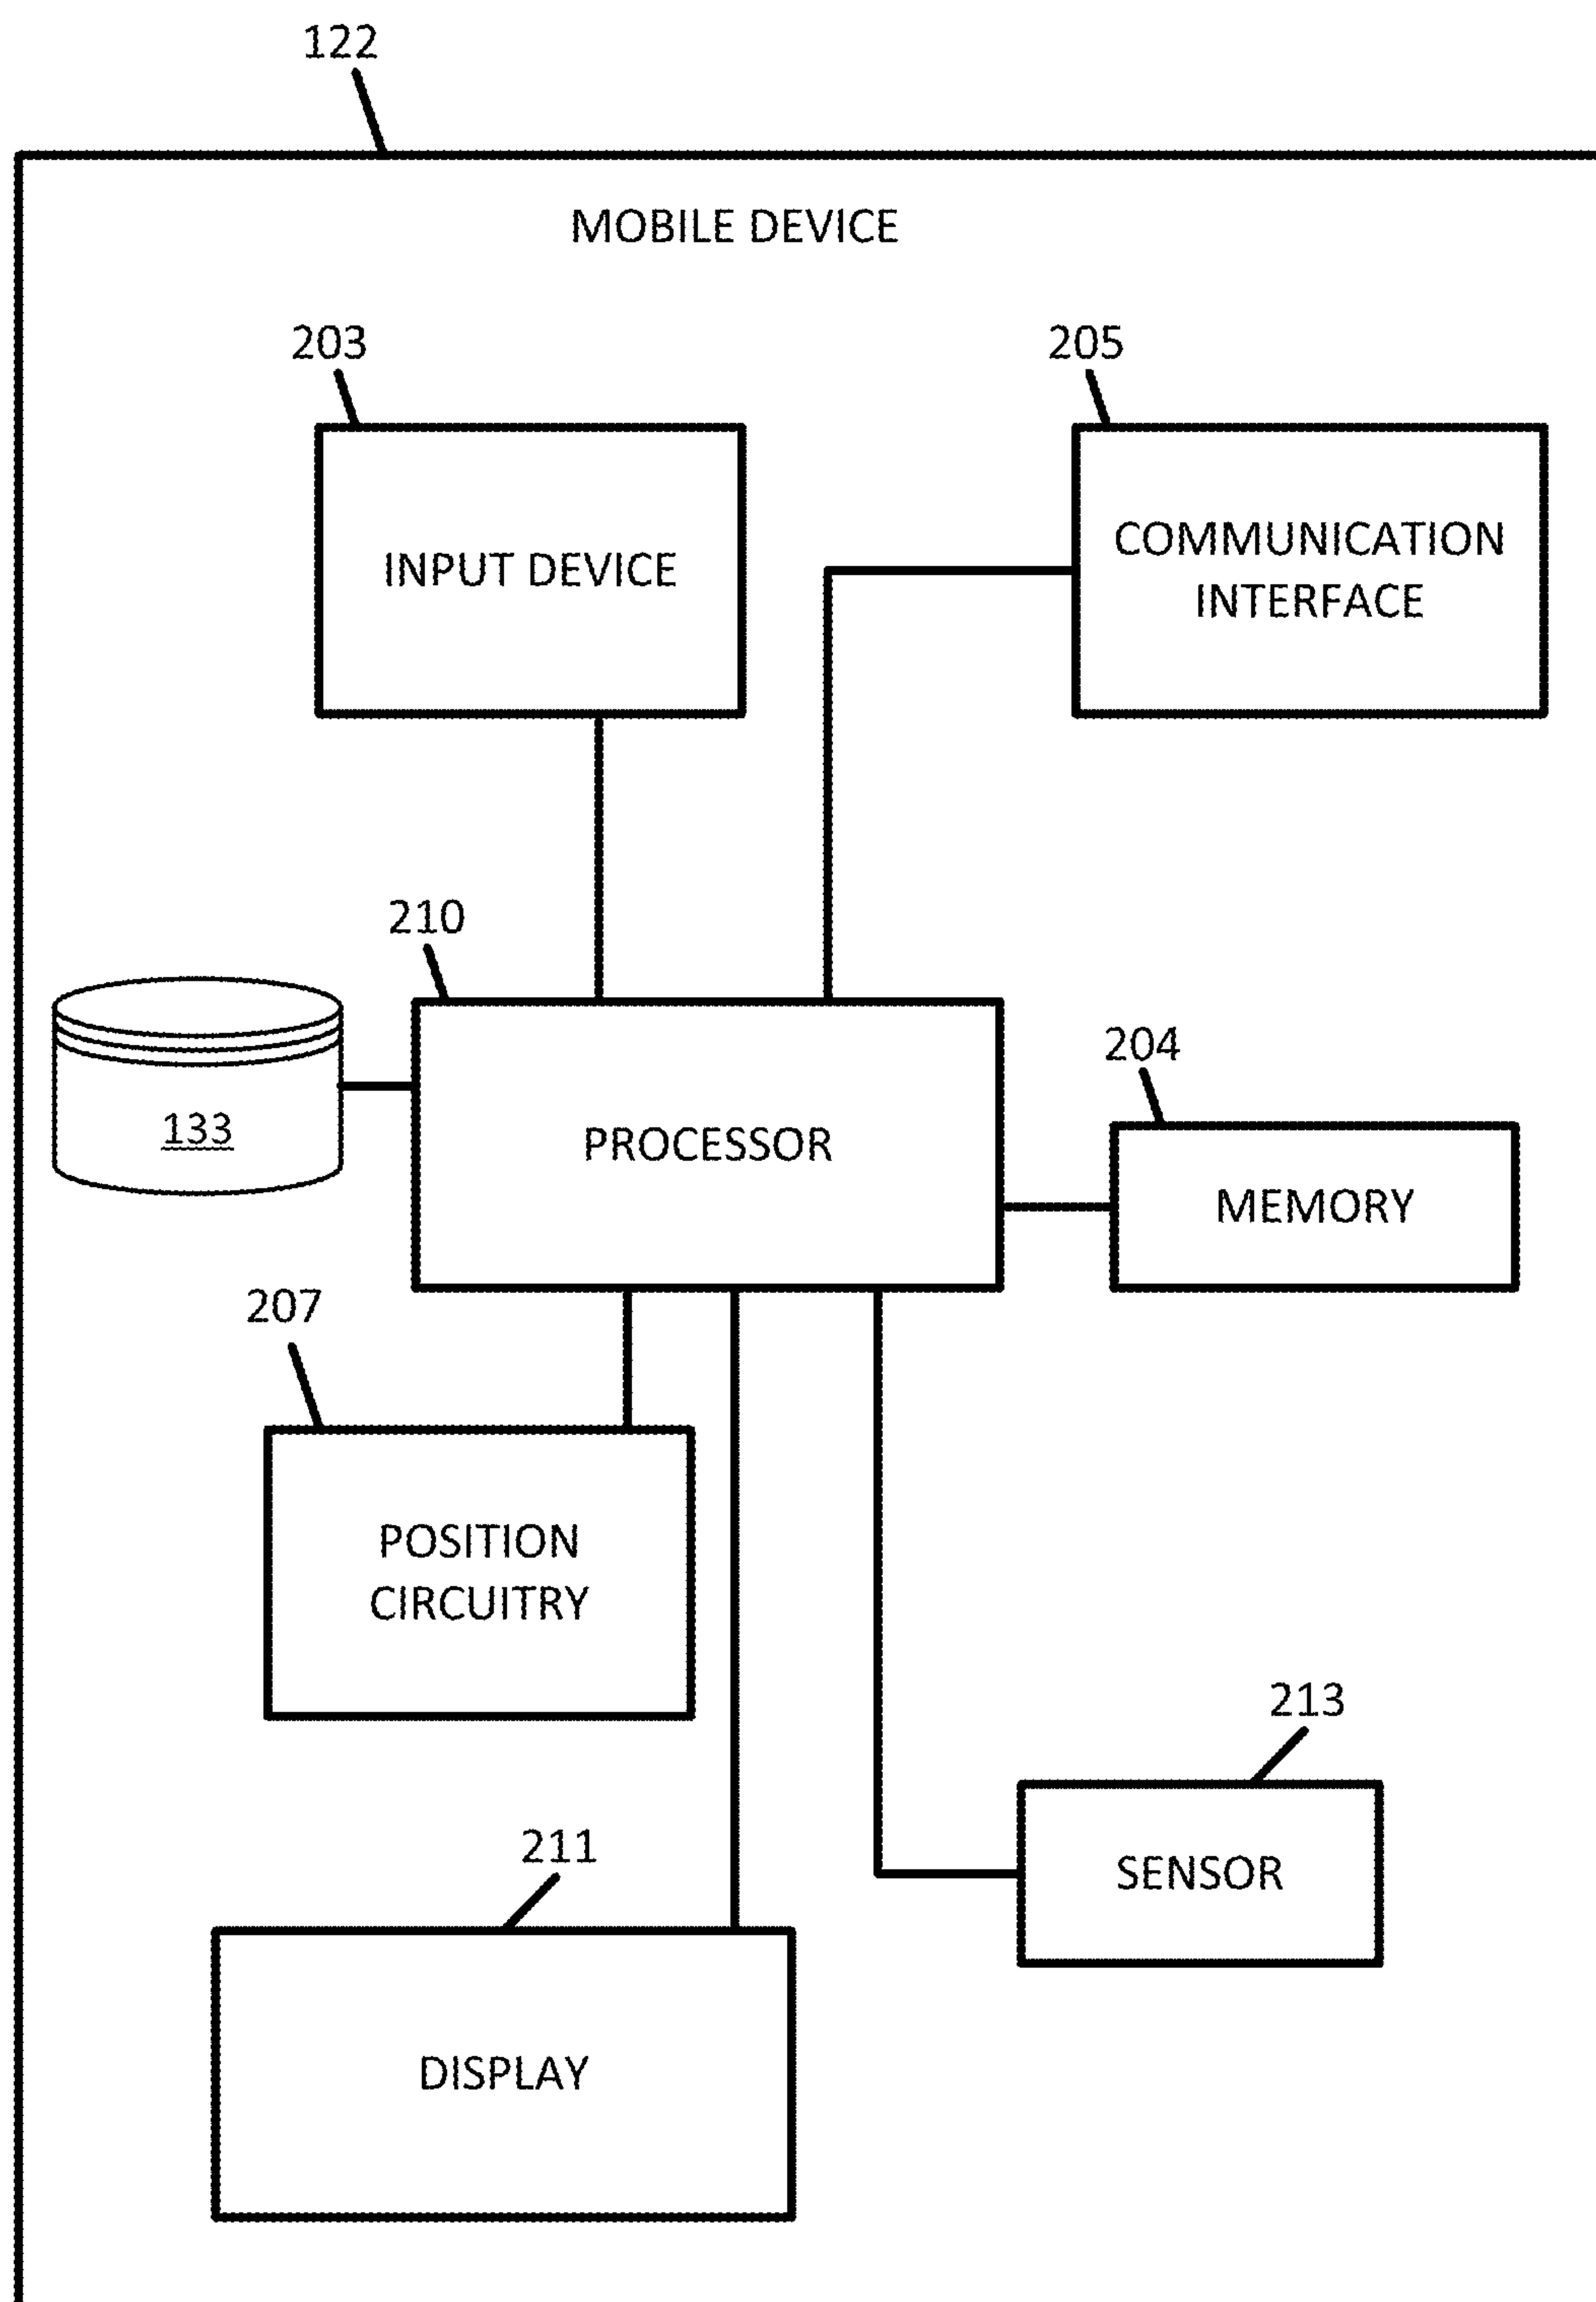 122
MOBILE DEVICE
203
205
INPUT DEVICE
COMMUNICATION
INTERFACE
210
133
PROCESSOR
204
MEMORY
207
POSITION
CIRCUITRY
213
SENSOR
211
DISPLAY